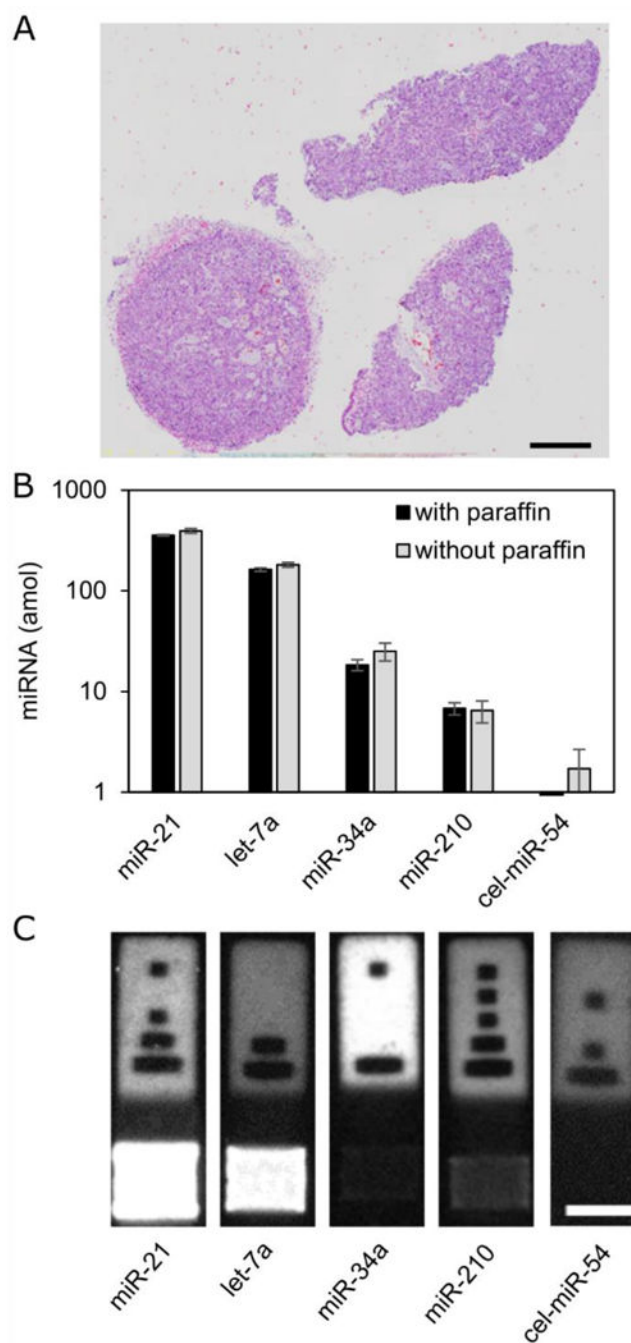 A
B
1000
100
10
1
miRNA (amol)
with paraffin
without paraffin
miR-21
let-7a
miR-34a
miR-210
cel-miR-54
C
miR-21
let-7a
miR-34a
miR-210
cel-miR-54